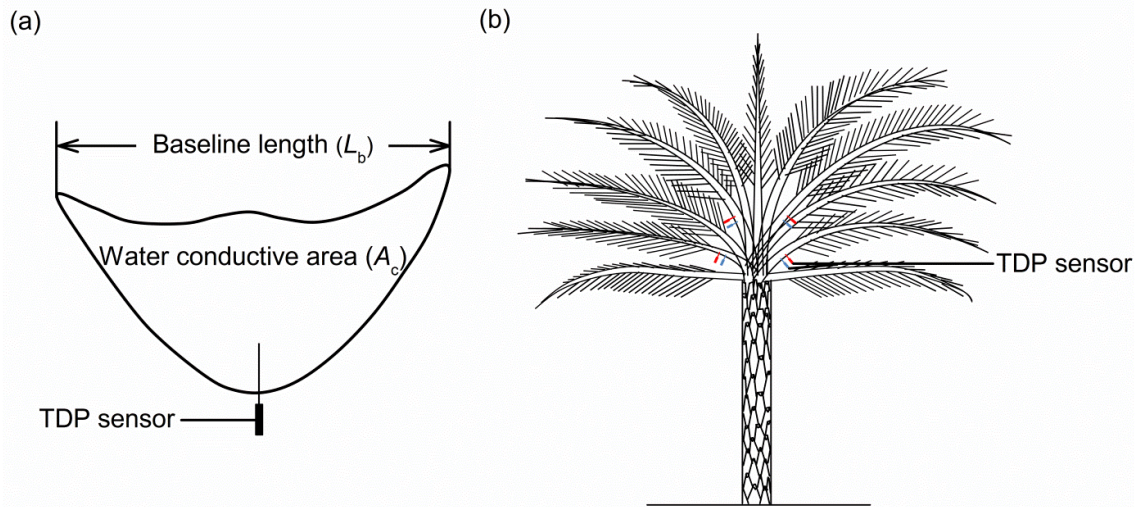 (a)
Baseline length (Lb)
Water conductive area (Ac)
TDP sensor
(b)
TDP sensor